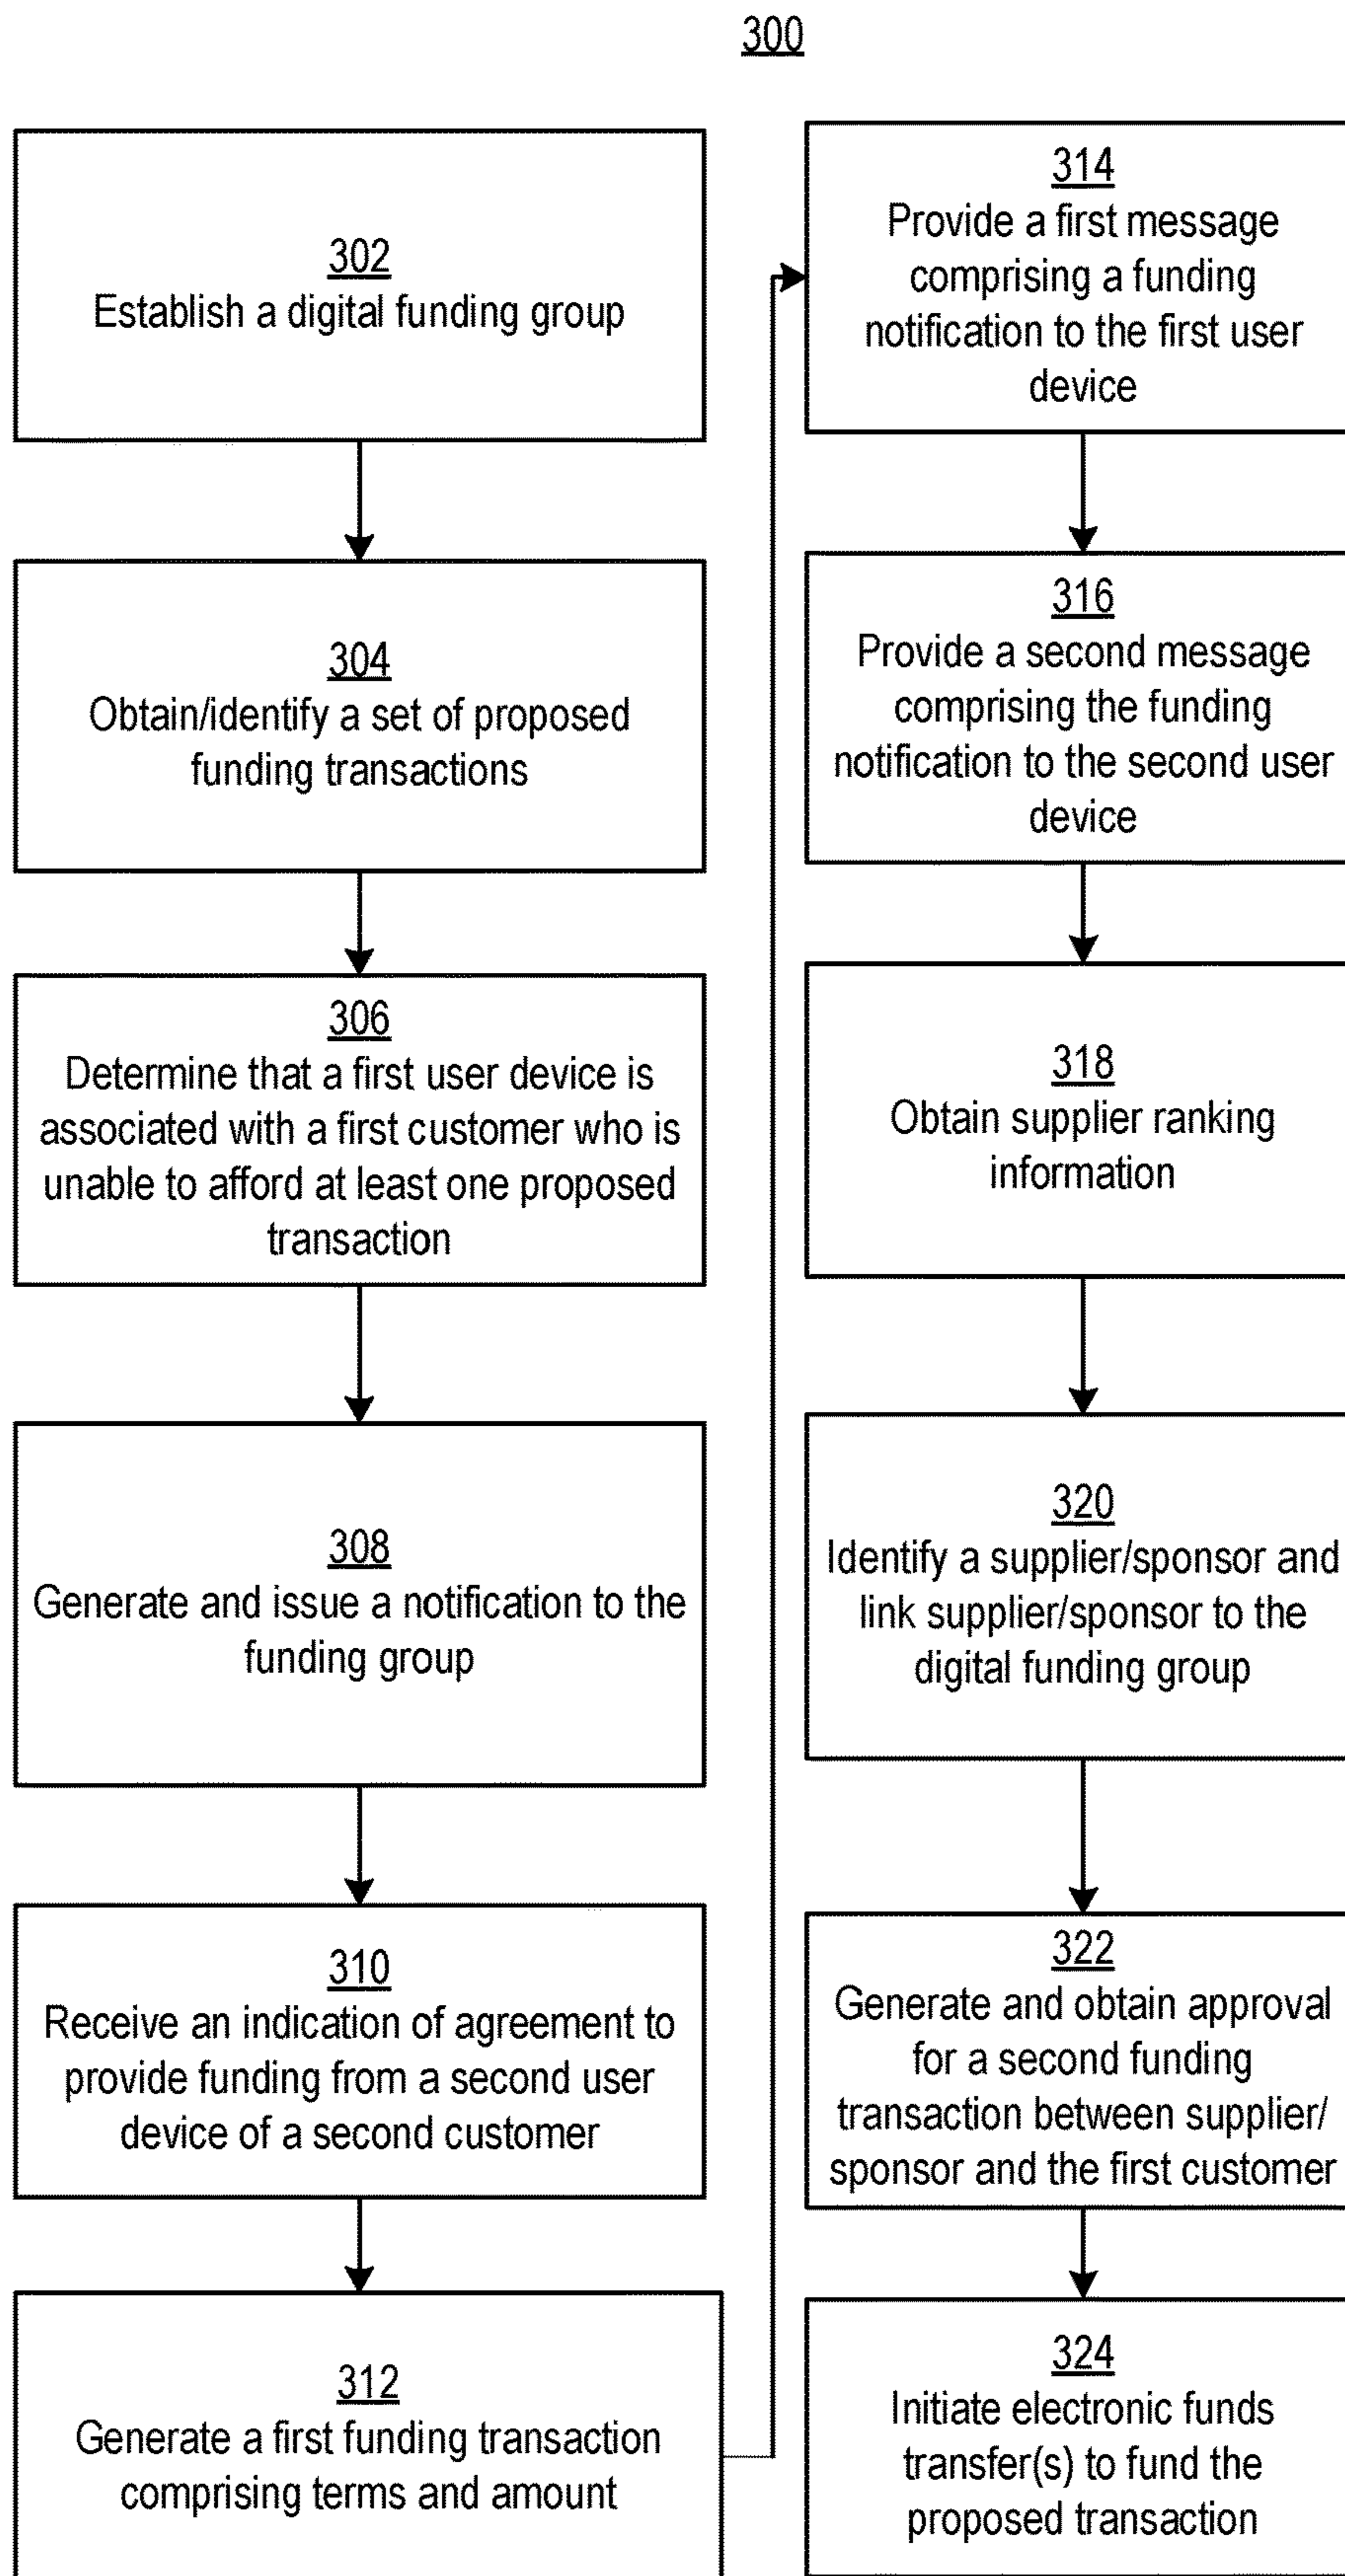 300
302
Establish a digital funding group
304
Obtain/identify a set of proposed
funding transactions
306
Determine that a first user device is
associated with a first customer who is
unable to afford at least one proposed
transaction
308
Generate and issue a notification to the
funding group
310
Receive an indication of agreement to
provide funding from a second user
device of a second customer
312
Generate a first funding transaction
comprising terms and amount
314
Provide a first message
comprising a funding
notification to the first user
device
316
Provide a second message
comprising the funding
notification to the second user
device
318
Obtain supplier ranking
information
320
Identify a supplier/sponsor and
link supplier/sponsor to the
digital funding group
322
Generate and obtain approval
for a second funding
transaction between supplier/
sponsor and the first customer
324
Initiate electronic funds
transfer(s) to fund the
proposed transaction